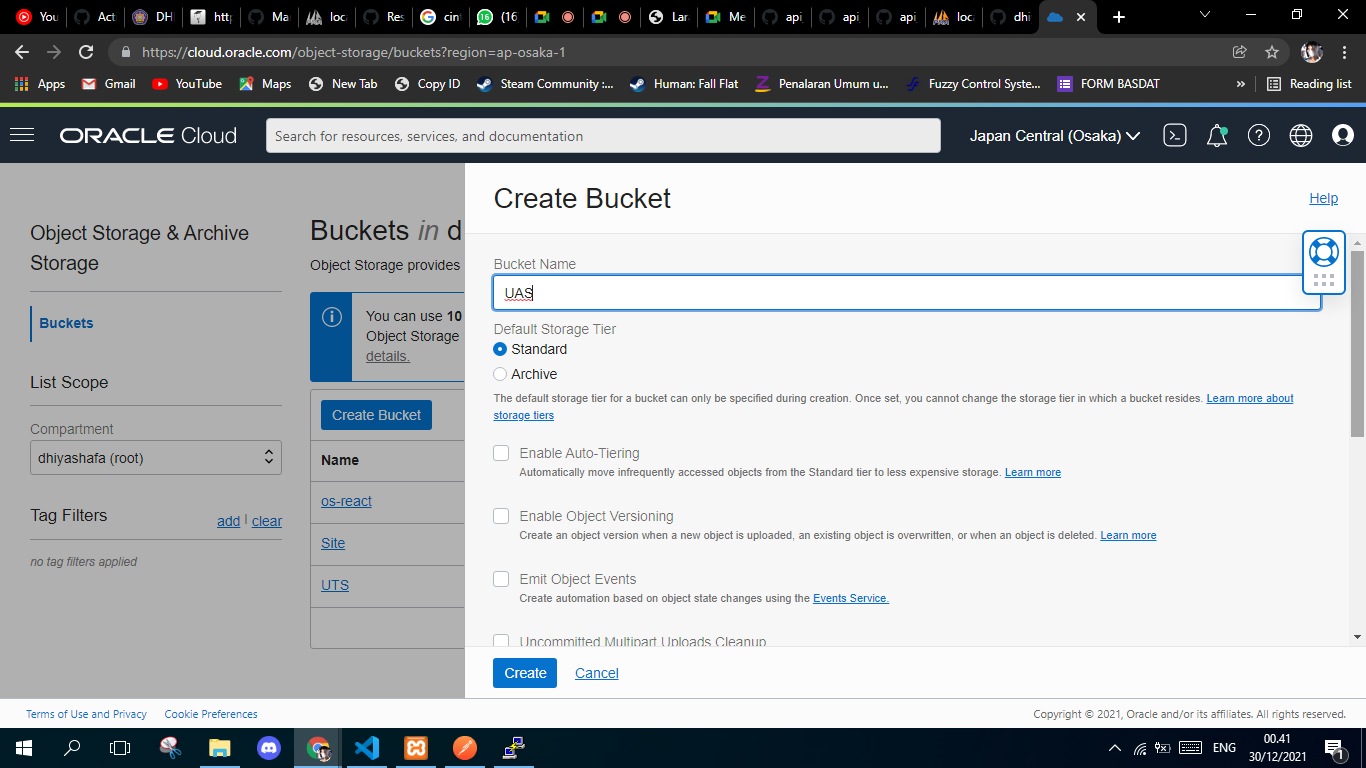 You
Act
DH
http
Ma
loca
Res
cint
(16
Lar
Me
api_
api_
api_
loca
dhi
https://cloud.oracle.com/object-storage/buckets?region=ap-osaka-1
Apps
Gmail
YouTube
Maps
New Tab
Copy ID
Steam Community :...
Human: Fall Flat
Penalaran Umum u...
Fuzzy Control Syste...
FORM BASDAT
»
Reading list
ORACLE Cloud
Search for resources, services, and documentation
Japan Central (Osaka)
Object Storage & Archive
Storage
Buckets
List Scope
Compartment
dhiyashafa (root)
Tag Filters
add | clear
no tag filters applied
Buckets in d
Object Storage provides
You can use 10
Object Storage
details.
Create Bucket
Name
os-react
Site
UTS
Create Bucket
Help
Bucket Name
UAS
Default Storage Tier
Standard
Archive
The default storage tier for a bucket can only be specified during creation. Once set, you cannot change the storage tier in which a bucket resides. Learn more about
storage tiers
Enable Auto-Tiering
Automatically move infrequently accessed objects from the Standard tier to less expensive storage. Learn more
Enable Object Versioning
Create an object version when a new object is uploaded, an existing object is overwritten, or when an object is deleted. Learn more
Emit Object Events
Create automation based on object state changes using the Events Service.
Uncommitted Multipart Uploads Cleanup
Create
Cancel
Terms of Use and Privacy
Cookie Preferences
Copyright © 2021, Oracle and/or its affiliates. All rights reserved.
ENG
00.41
30/12/2021
1